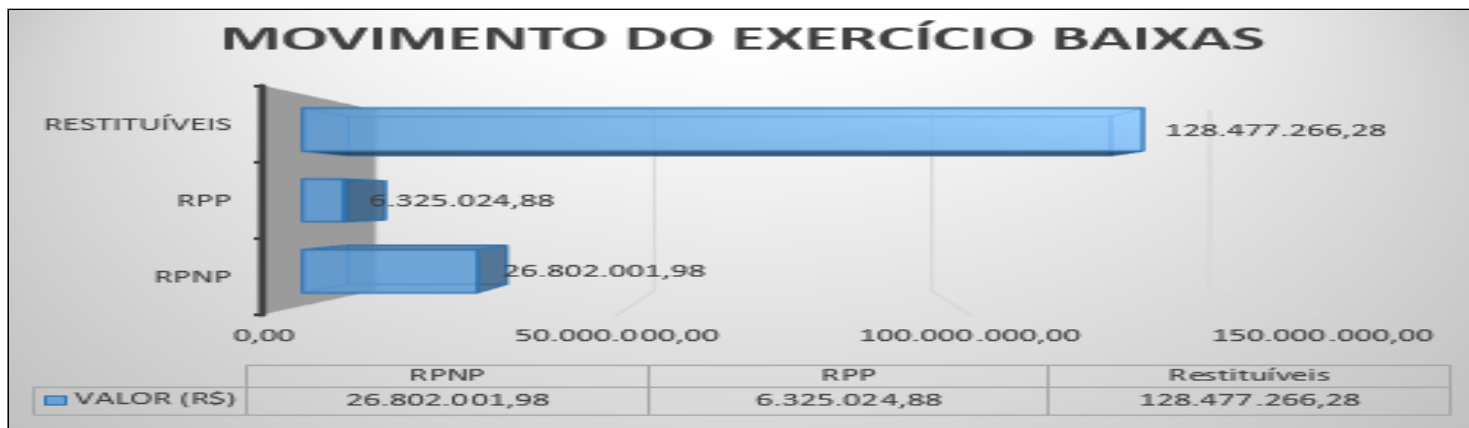 MOVIMENTO DO EXERCÍCIO BAIXAS
RESTITUÍVEIS 128.477.266,28
RPP 6.325.024,88
RPNP 26.802.001,98
0,00 50.000.000,00 100.000.000,00 150.000.000,00
RPNP RPP Restituíveis
VALOR (R$) 26.802.001,98 6.325.024,88 128.477.266,28